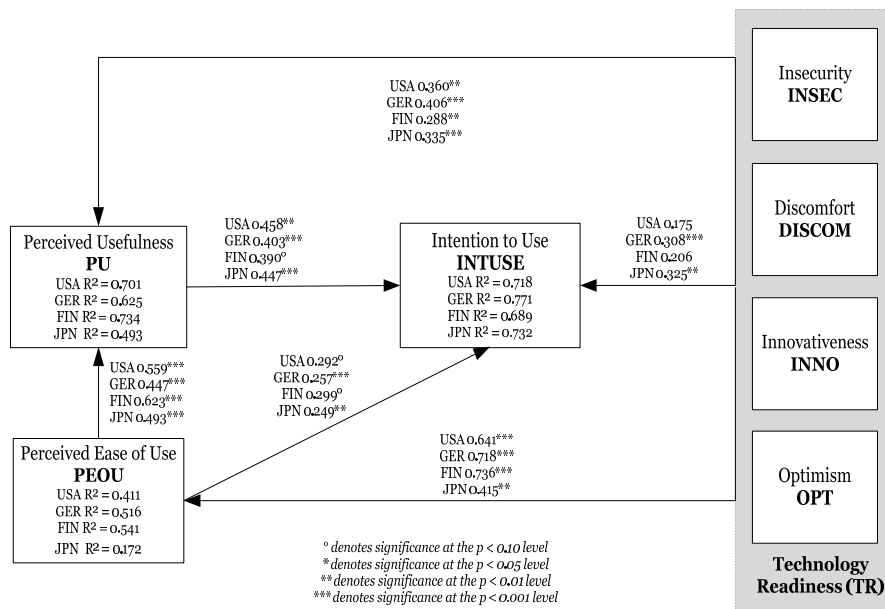 Insecurity
INSEC
USA 0.360**
GER 0.406***
FIN 0.288**
JPN 0.335***
Discomfort
DISCOM
Perceived Usefulness
PU
USA R² = 0.701
GER R² = 0.625
FIN R² = 0.734
JPN R² = 0.493
USA 0.458**
GER 0.403***
FIN 0.390°
JPN 0.447***
Intention to Use
INTUSE
USA R² = 0.718
GER R² = 0.771
FIN R² = 0.689
JPN R² = 0.732
USA 0.175
GER 0.308***
FIN 0.206
JPN 0.325**
Innovativeness
INNO
USA 0.559***
GER 0.447***
FIN 0.623***
JPN 0.493***
USA 0.292°
GER 0.257***
FIN 0.299°
JPN 0.249**
Perceived Ease of Use
PEOU
USA R² = 0.411
GER R² = 0.516
FIN R² = 0.541
JPN R² = 0.172
USA 0.641***
GER 0.718***
FIN 0.736***
JPN 0.415**
Optimism
OPT
° denotes significance at the p < 0.10 level
* denotes significance at the p < 0.05 level
** denotes significance at the p < 0.01 level
*** denotes significance at the p < 0.001 level
Technology
Readiness (TR)